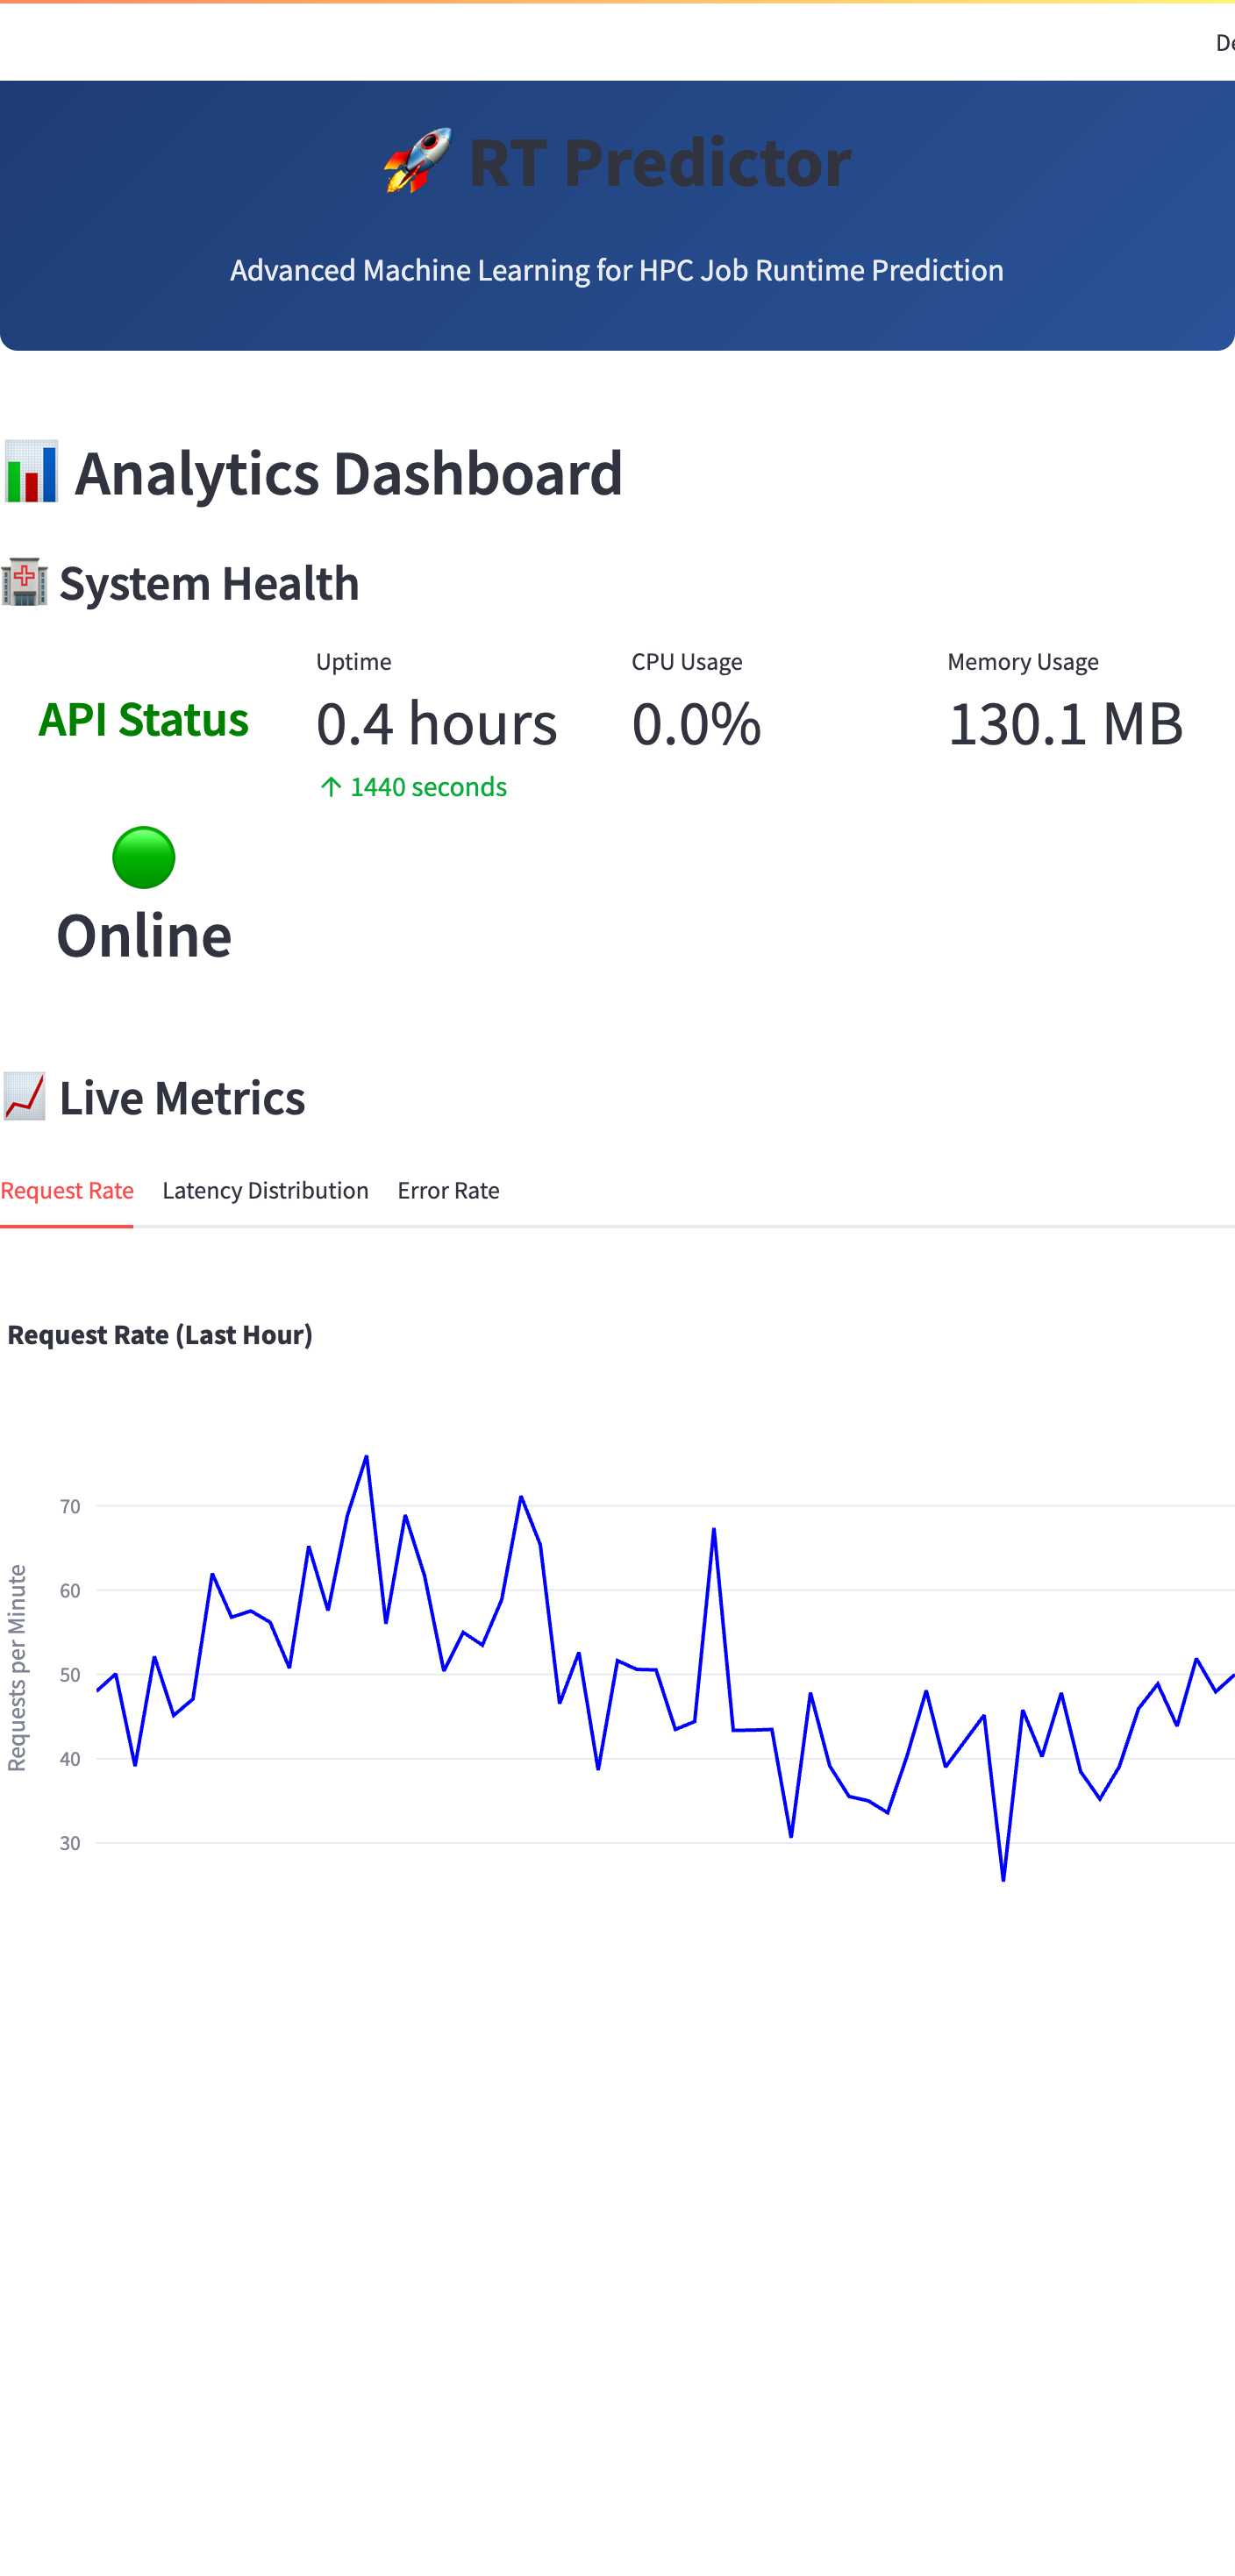 RT Predictor
Advanced Machine Learning for HPC Job Runtime Prediction
Analytics Dashboard
System Health
API Status
Online
Uptime
0.4 hours
↑ 1440 seconds
CPU Usage
0.0%
Memory Usage
130.1 MB
Live Metrics
Request Rate
Latency Distribution
Error Rate
Request Rate (Last Hour)
Requests per Minute
70
60
50
40
30